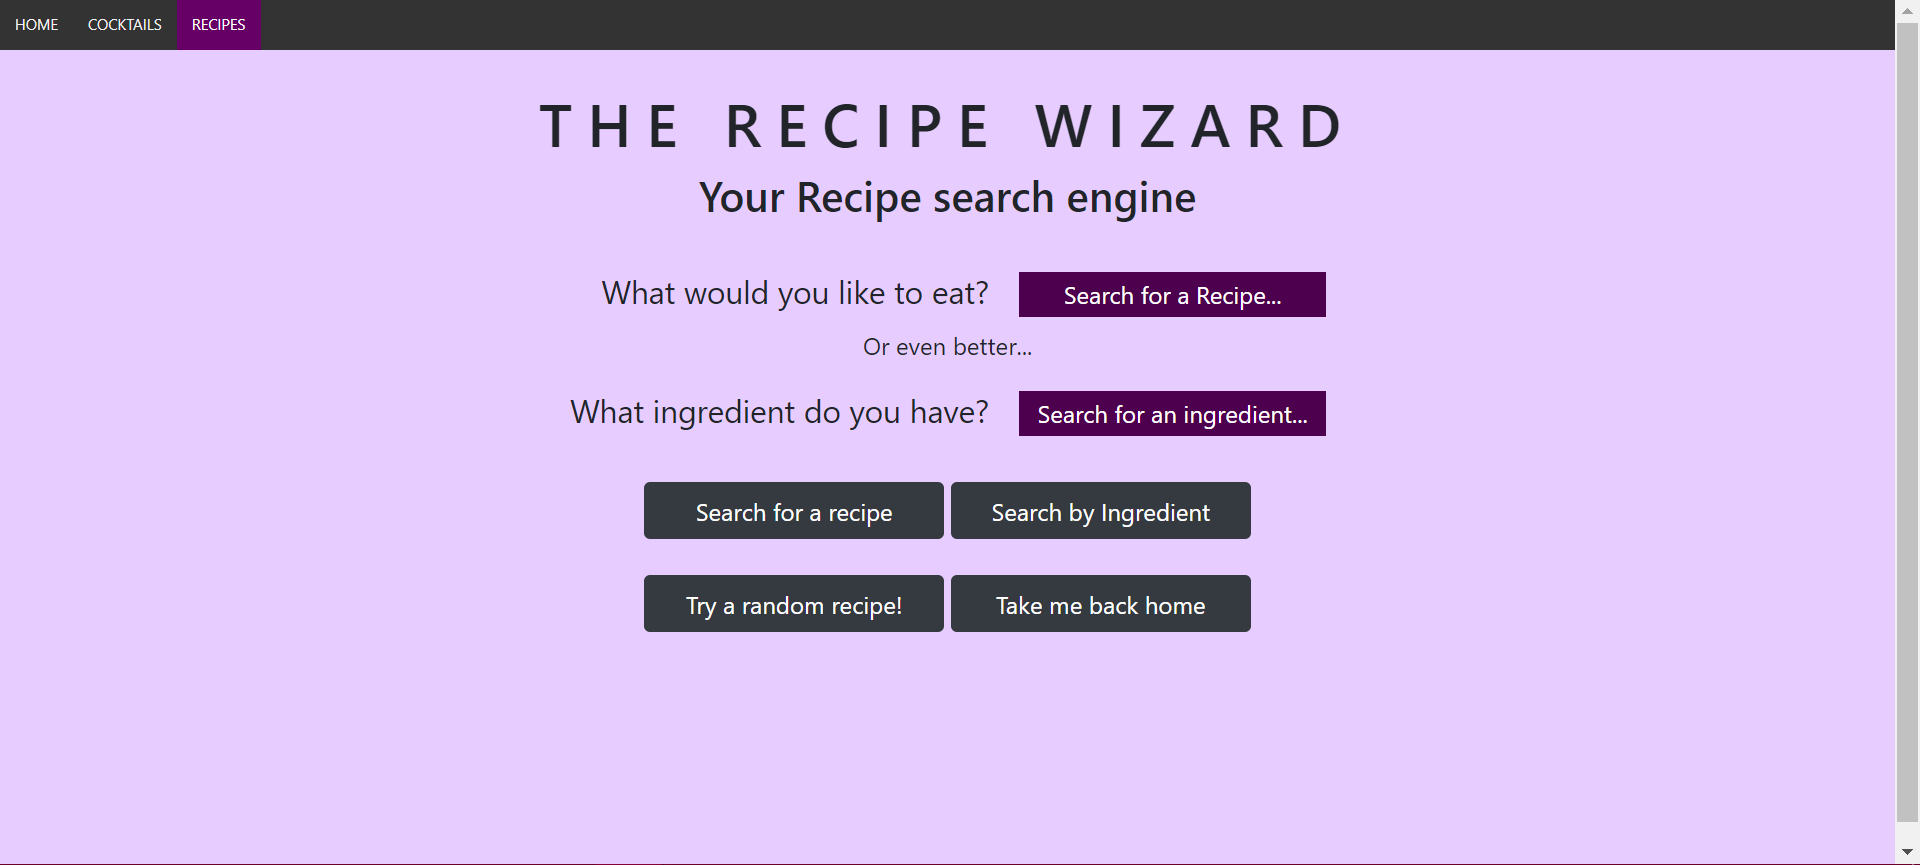 HOME COCKTAILS RECIPES
THE RECIPE WIZARD
Your Recipe search engine
What would you like to eat? Search for a Recipe...
Or even better...
What ingredient do you have? Search for an ingredient...
Search for a recipe Search by Ingredient
Try a random recipe! Take me back home